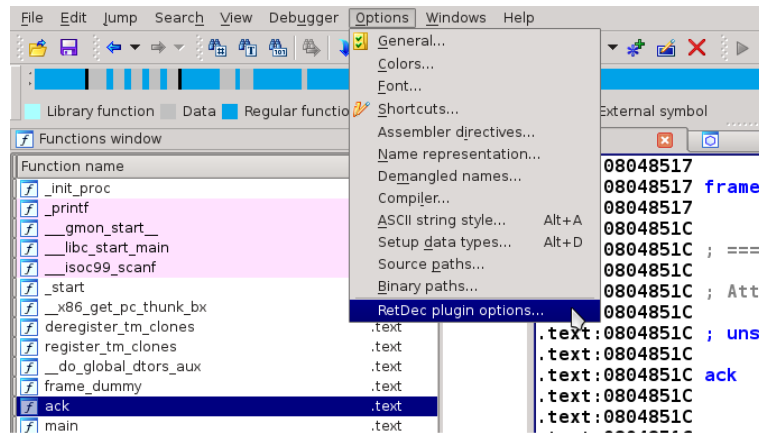 File Edit Jump Search View Debugger Options Windows Help
General...
Colors...
Font...
Shortcuts...
Assembler directives...
Name representation...
Demangled names...
Compiler...
ASCII string style... Alt+A
Setup data types... Alt+D
Source paths...
Binary paths...
RetDec plugin options...
Library function Data Regular functio External symbol
Functions window
Function name
_init_proc
_printf
__gmon_start__
__libc_start_main
__isoc99_scanf
_start
__x86_get_pc_thunk_bx
deregister_tm_clones .text
register_tm_clones .text
__do_global_dtors_aux .text
frame_dummy .text
ack .text
main .text
08048517
08048517 frame
08048517
0804851C
0804851C ; ===
0804851C
0804851C ; Att
0804851C
.text:0804851C ; uns
.text:0804851C
.text:0804851C ack
.text:0804851C
.text:0804851C